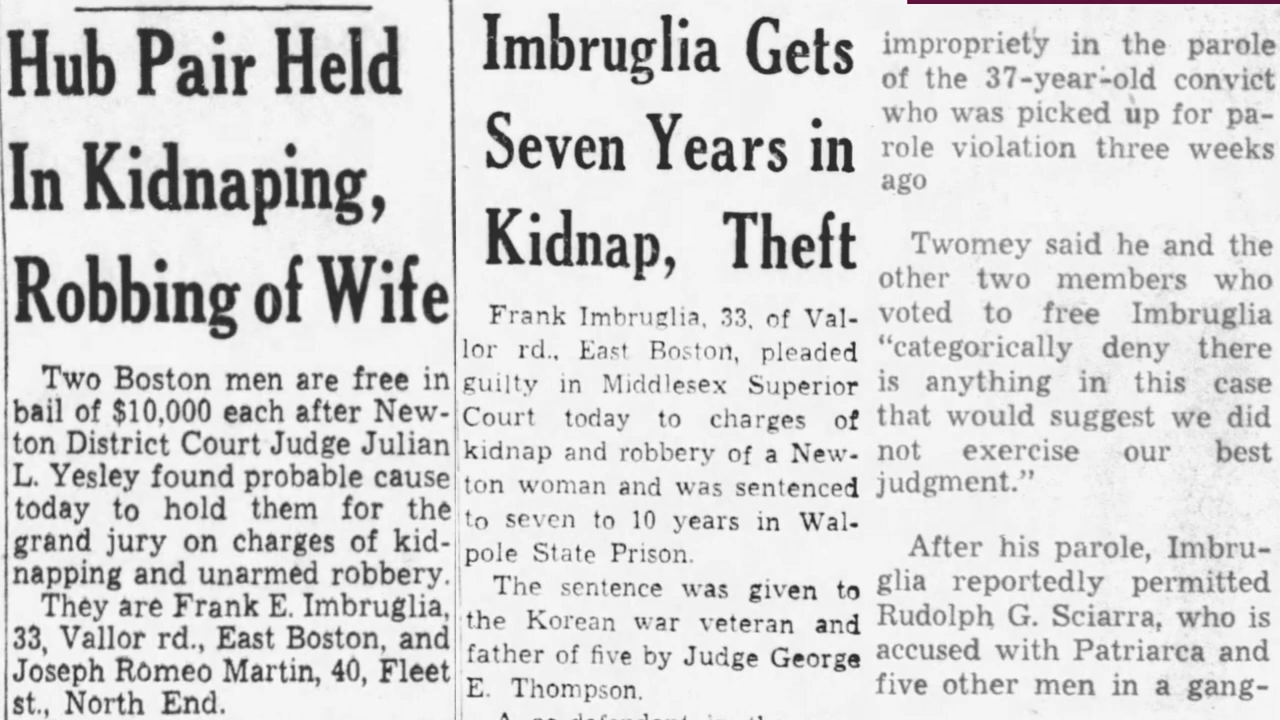 Hub Pair Held
In Kidnaping,
Robbing of Wife
Two Boston men are free in
bail of $10,000 each after New-
ton District Court Judge Julian
L. Yesley found probable cause
today to hold them for the
grand jury on charges of kid-
napping and unarmed robbery.
They are Frank E. Imbruglia,
33, Vallor rd., East Boston, and
Joseph Romeo Martin, 40, Fleet
st., North End.
Imbruglia Gets
Seven Years in
Kidnap, Theft
Frank Imbruglia, 33, of Val-
lor rd., East Boston, pleaded
guilty in Middlesex Superior
Court today to charges of
kidnap and robbery of a New-
ton woman and was sentenced
to seven to 10 years in Wal-
pole State Prison.
The sentence was given to
the Korean war veteran and
father of five by Judge George
E. Thompson.
impropriety in the parole
of the 37-year-old convict
who was picked up for pa-
role violation three weeks
ago
Twomey said he and the
other two members who
voted to free Imbruglia
“categorically deny there
is anything in this case
that would suggest we did
not exercise our best
judgment.”
After his parole, Imbru-
glia reportedly permitted
Rudolph G. Sciarra, who is
accused with Patriarca and
five other men in a gang-